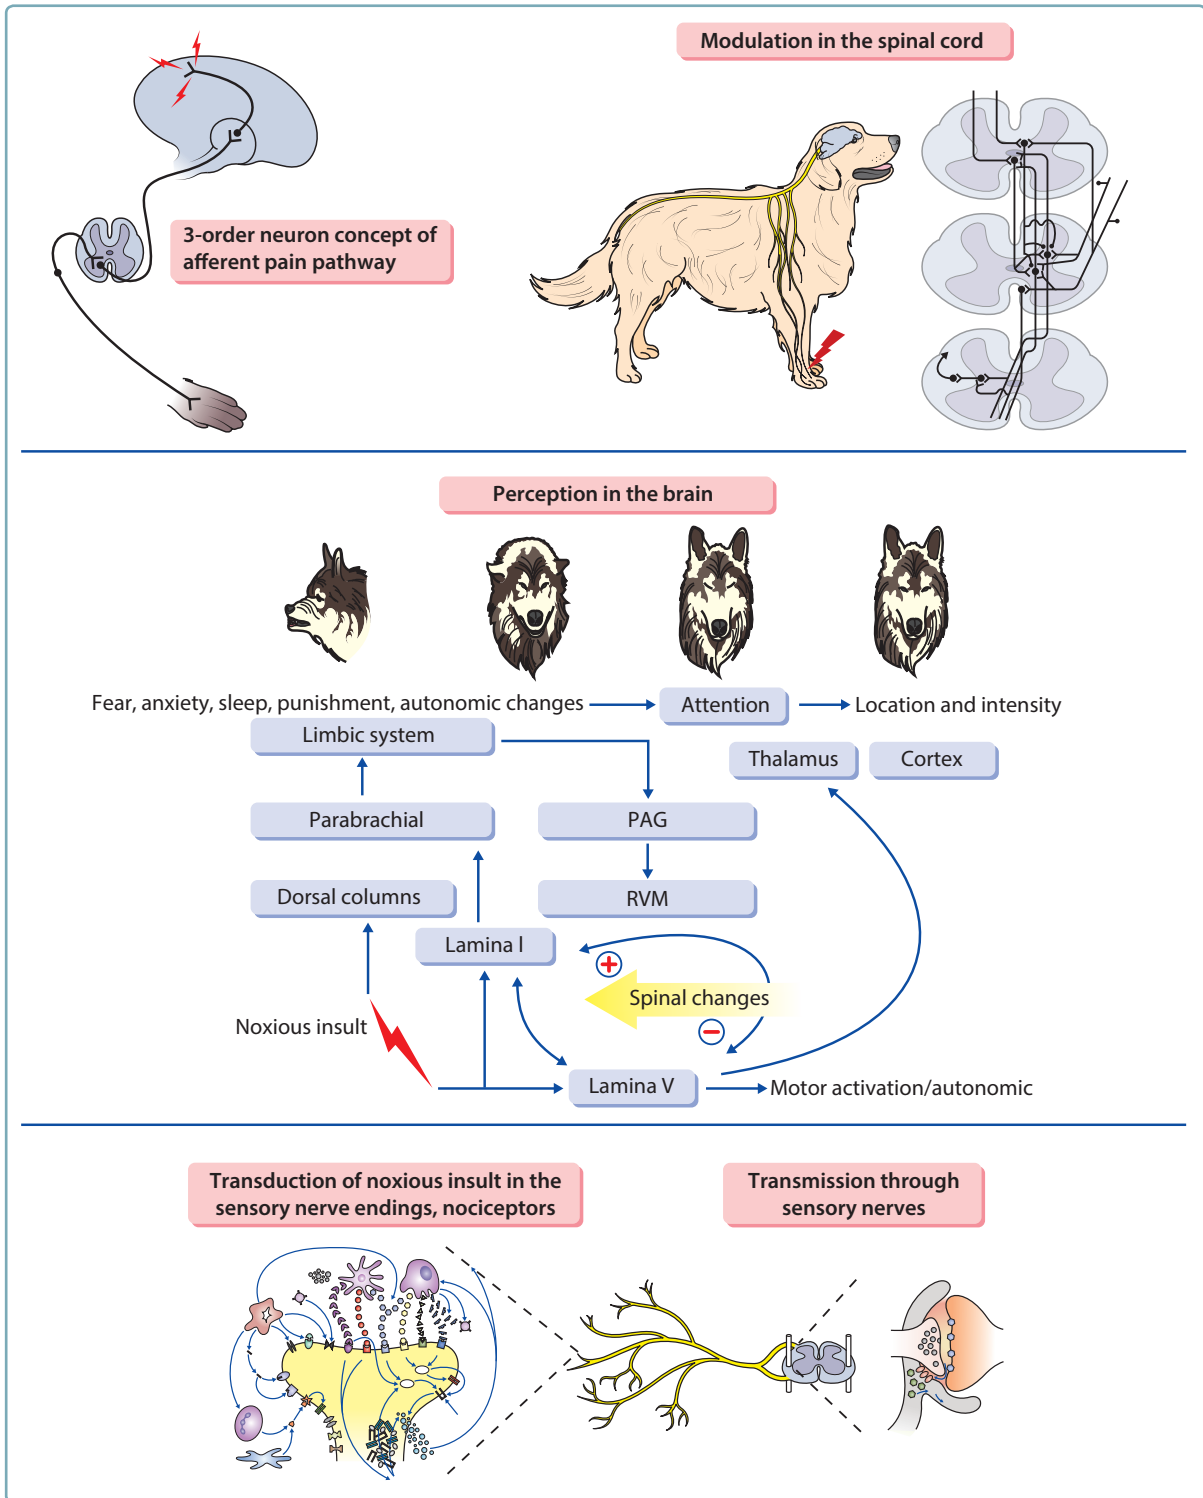 Modulation in the spinal cord
3-order neuron concept of
afferent pain pathway
Perception in the brain
Fear, anxiety, sleep, punishment, autonomic changes
Attention
Location and intensity
Limbic system
Thalamus
Cortex
Parabrachial
PAG
Dorsal columns
RVM
Lamina I
+
Spinal changes
Noxious insult
−
Lamina V
Motor activation/autonomic
Transduction of noxious insult in the
sensory nerve endings, nociceptors
Transmission through
sensory nerves